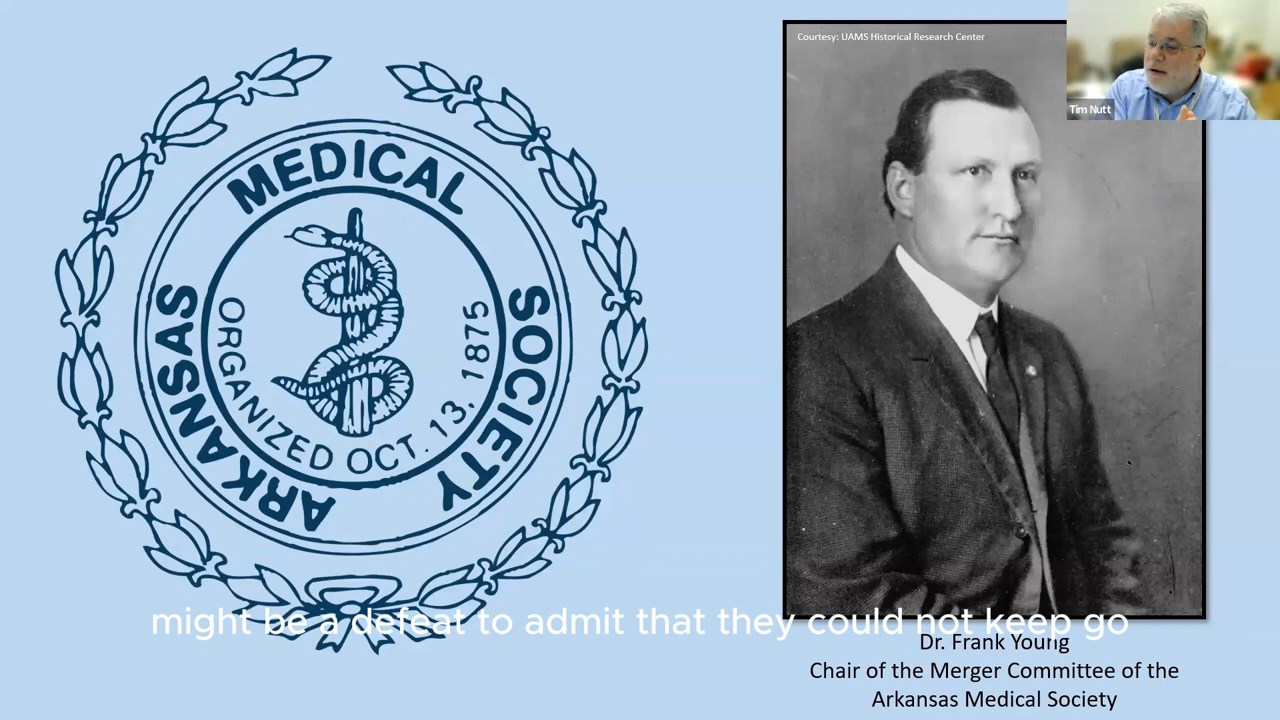 Courtesy: UAMS Historical Research Center
Tim Nutt
ARKANSAS MEDICAL SOCIETY
ORGANIZED OCT. 13, 1875
might be a defeat to admit that they could not keep go
Dr. Frank Young
Chair of the Merger Committee of the
Arkansas Medical Society